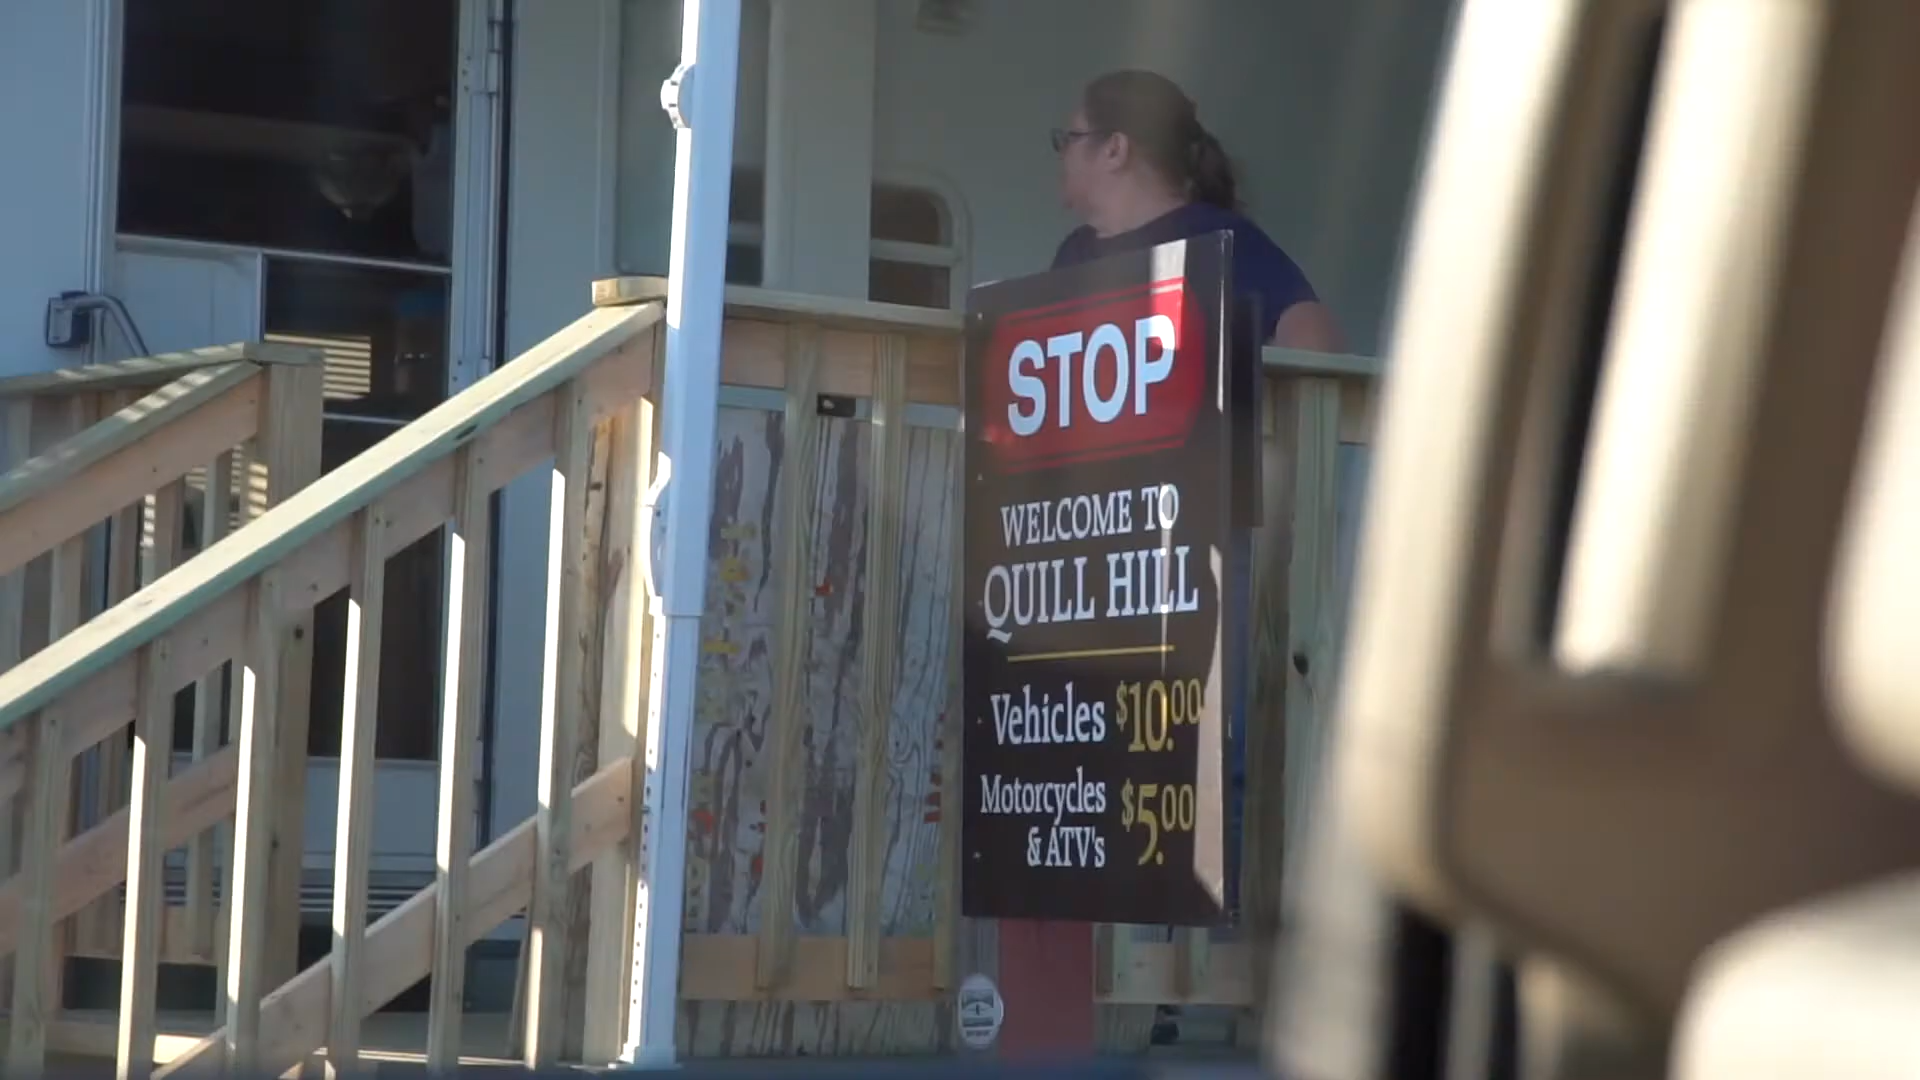 STOP
WELCOME TO
QUILL HILL
Vehicles $10.00
Motorcycles $5.00
& ATV's